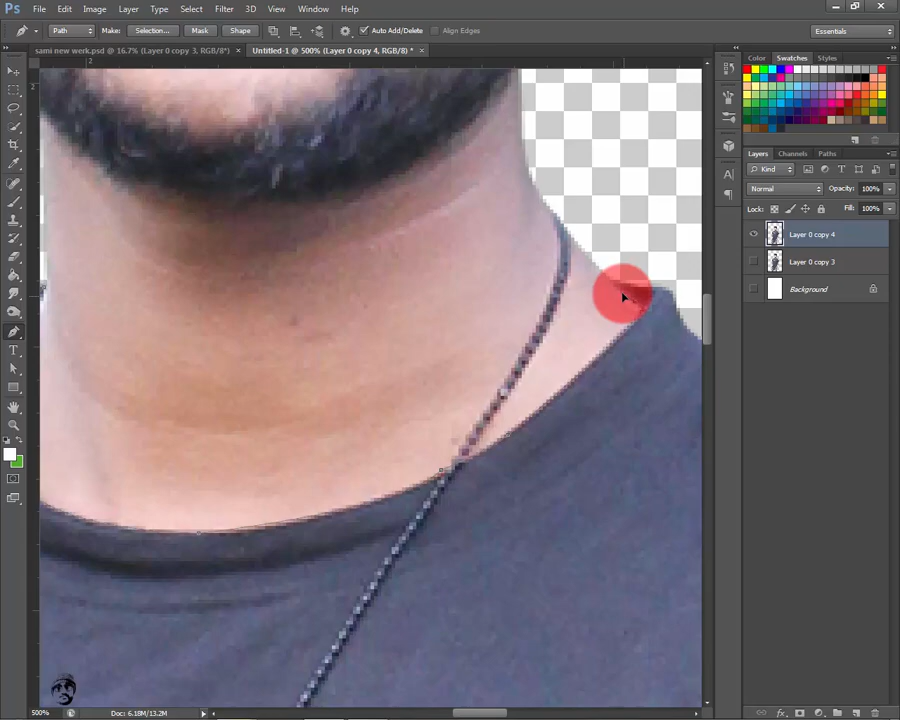 Ps File Edit Image Layer Type Select Filter 3D View Window Help
Path Make: Selection... Mask Shape Auto Add/Delete Align Edges Essentials
sami new werk.psd @ 16.7% (Layer 0 copy 3, RGB/8*) × Untitled-1 @ 500% (Layer 0 copy 4, RGB/8) * ×
2
2
Color Swatches Styles
Layers Channels Paths
Kind
Normal Opacity: 100%
Lock: Fill: 100%
Layer 0 copy 4
Layer 0 copy 3
Background
500% Doc: 6.18M/13.2M